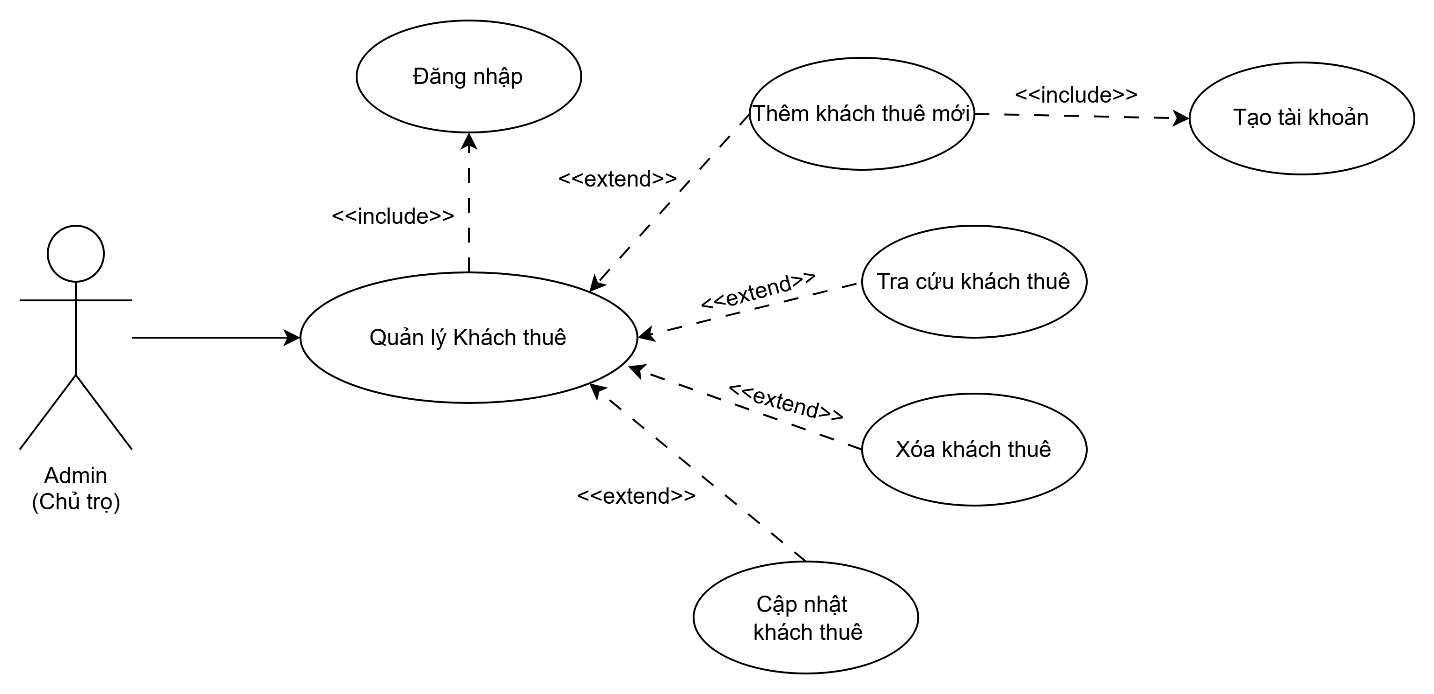 Đăng nhập
Thêm khách thuê mới
<<include>>
Tạo tài khoản
<<extend>>
<<include>>
Tra cứu khách thuê
<<extend>>
Quản lý Khách thuê
<<extend>>
Xóa khách thuê
Admin
(Chủ trọ)
<<extend>>
Cập nhật
khách thuê